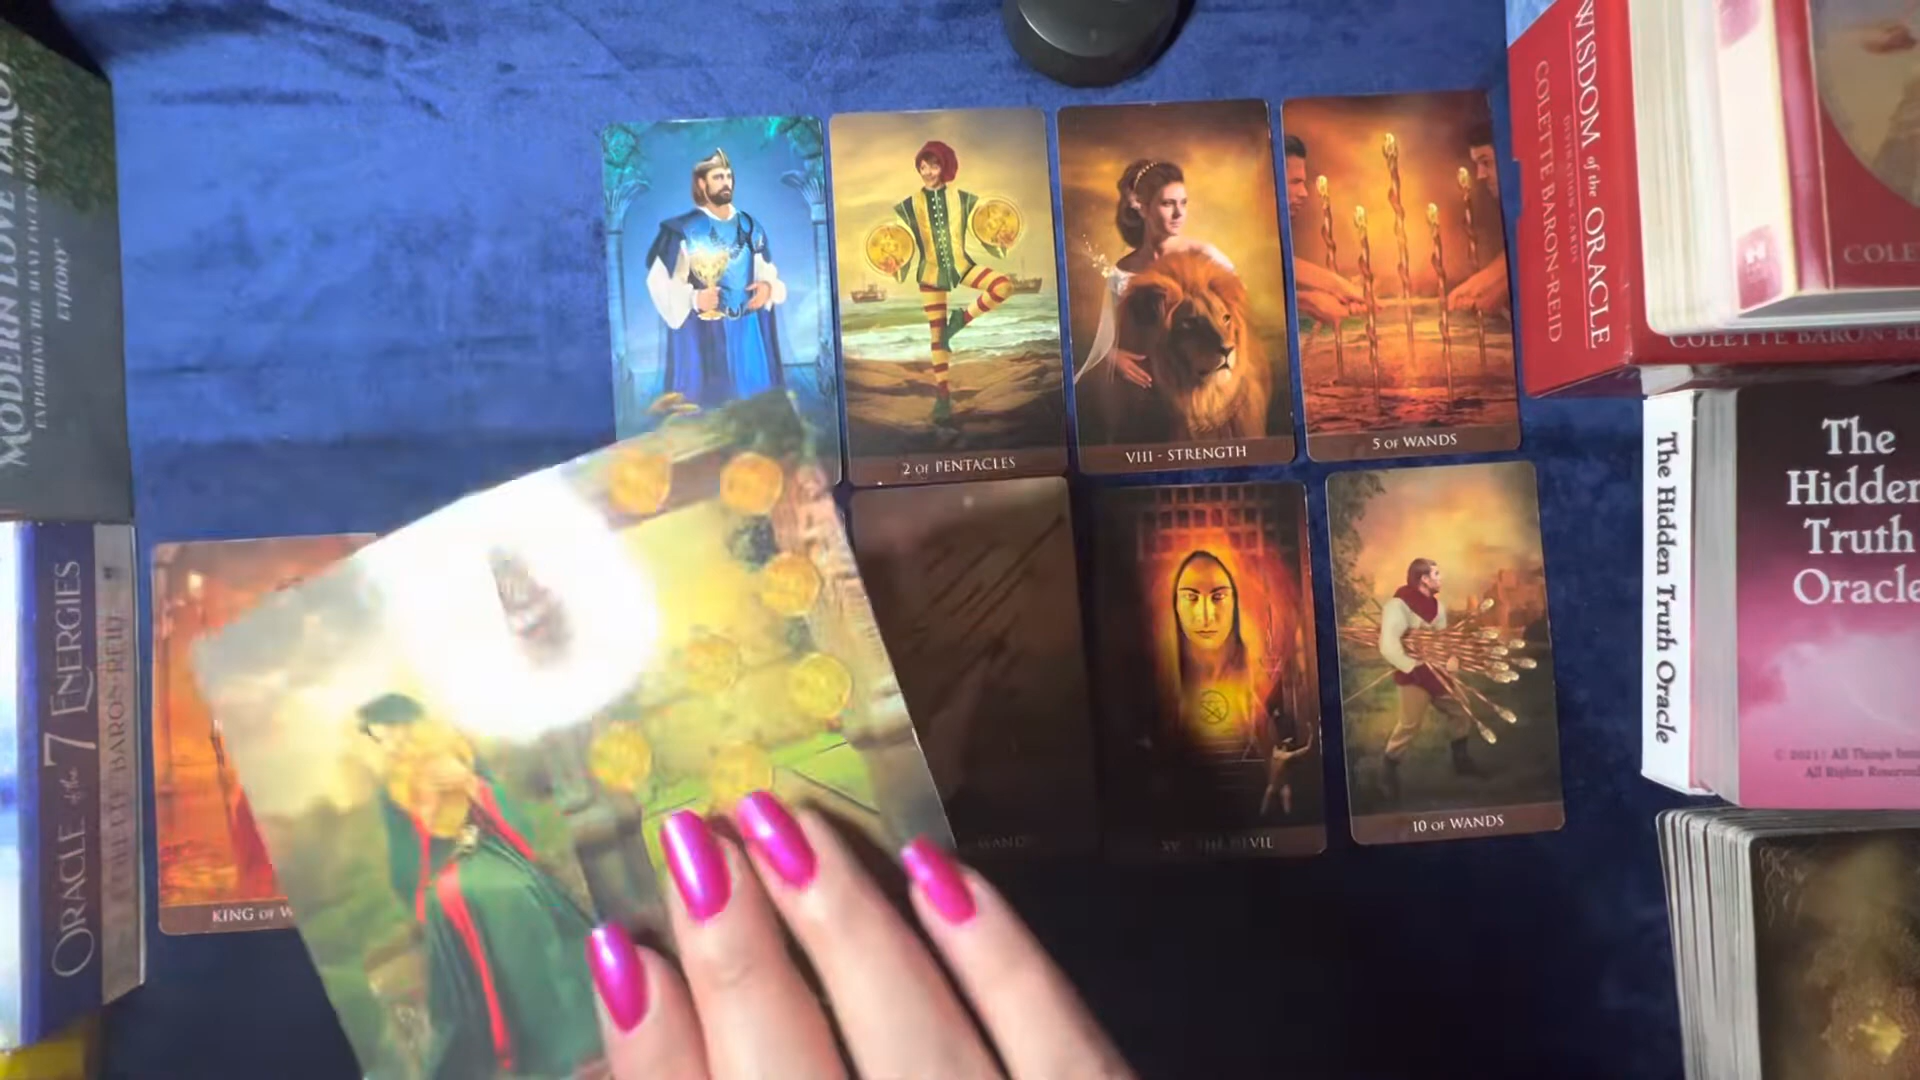 MODERN LOVE TAROT
EXPLORING THE MANY FACETS OF LOVE
ETHONY
ORACLE of the 7 ENERGIES
COLETTE BARON-REID
2 OF PENTACLES
VIII - STRENGTH
5 OF WANDS
KING OF W
WAND
XV - THE DEVIL
10 OF WANDS
WISDOM of the ORACLE
DIVINATION CARDS
COLETTE BARON-REID
COLE
COLETTE BARON-RE
The Hidden Truth Oracle
The
Hidden
Truth
Oracle
© 2021 | All Things
All Rights Reserved